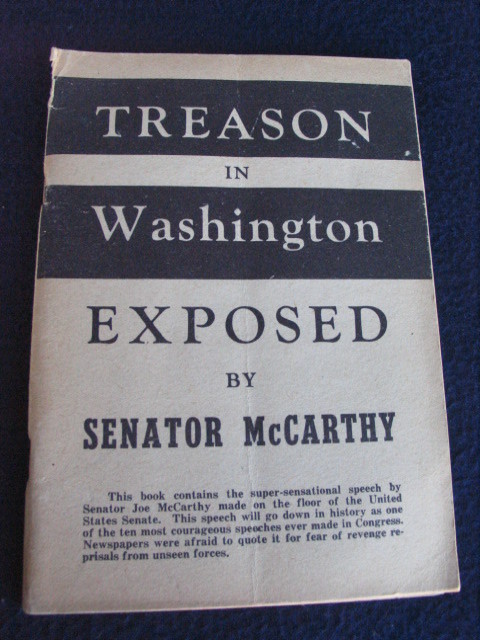 TREASON
IN
Washington
EXPOSED
BY
SENATOR McCARTHY
This book contains the super-sensational speech by
Senator Joe McCarthy made on the floor of the United
States Senate. This speech will go down in history as one
of the ten most courageous speeches ever made in Congress.
Newspapers were afraid to quote it for fear of revenge re-
prisals from unseen forces.